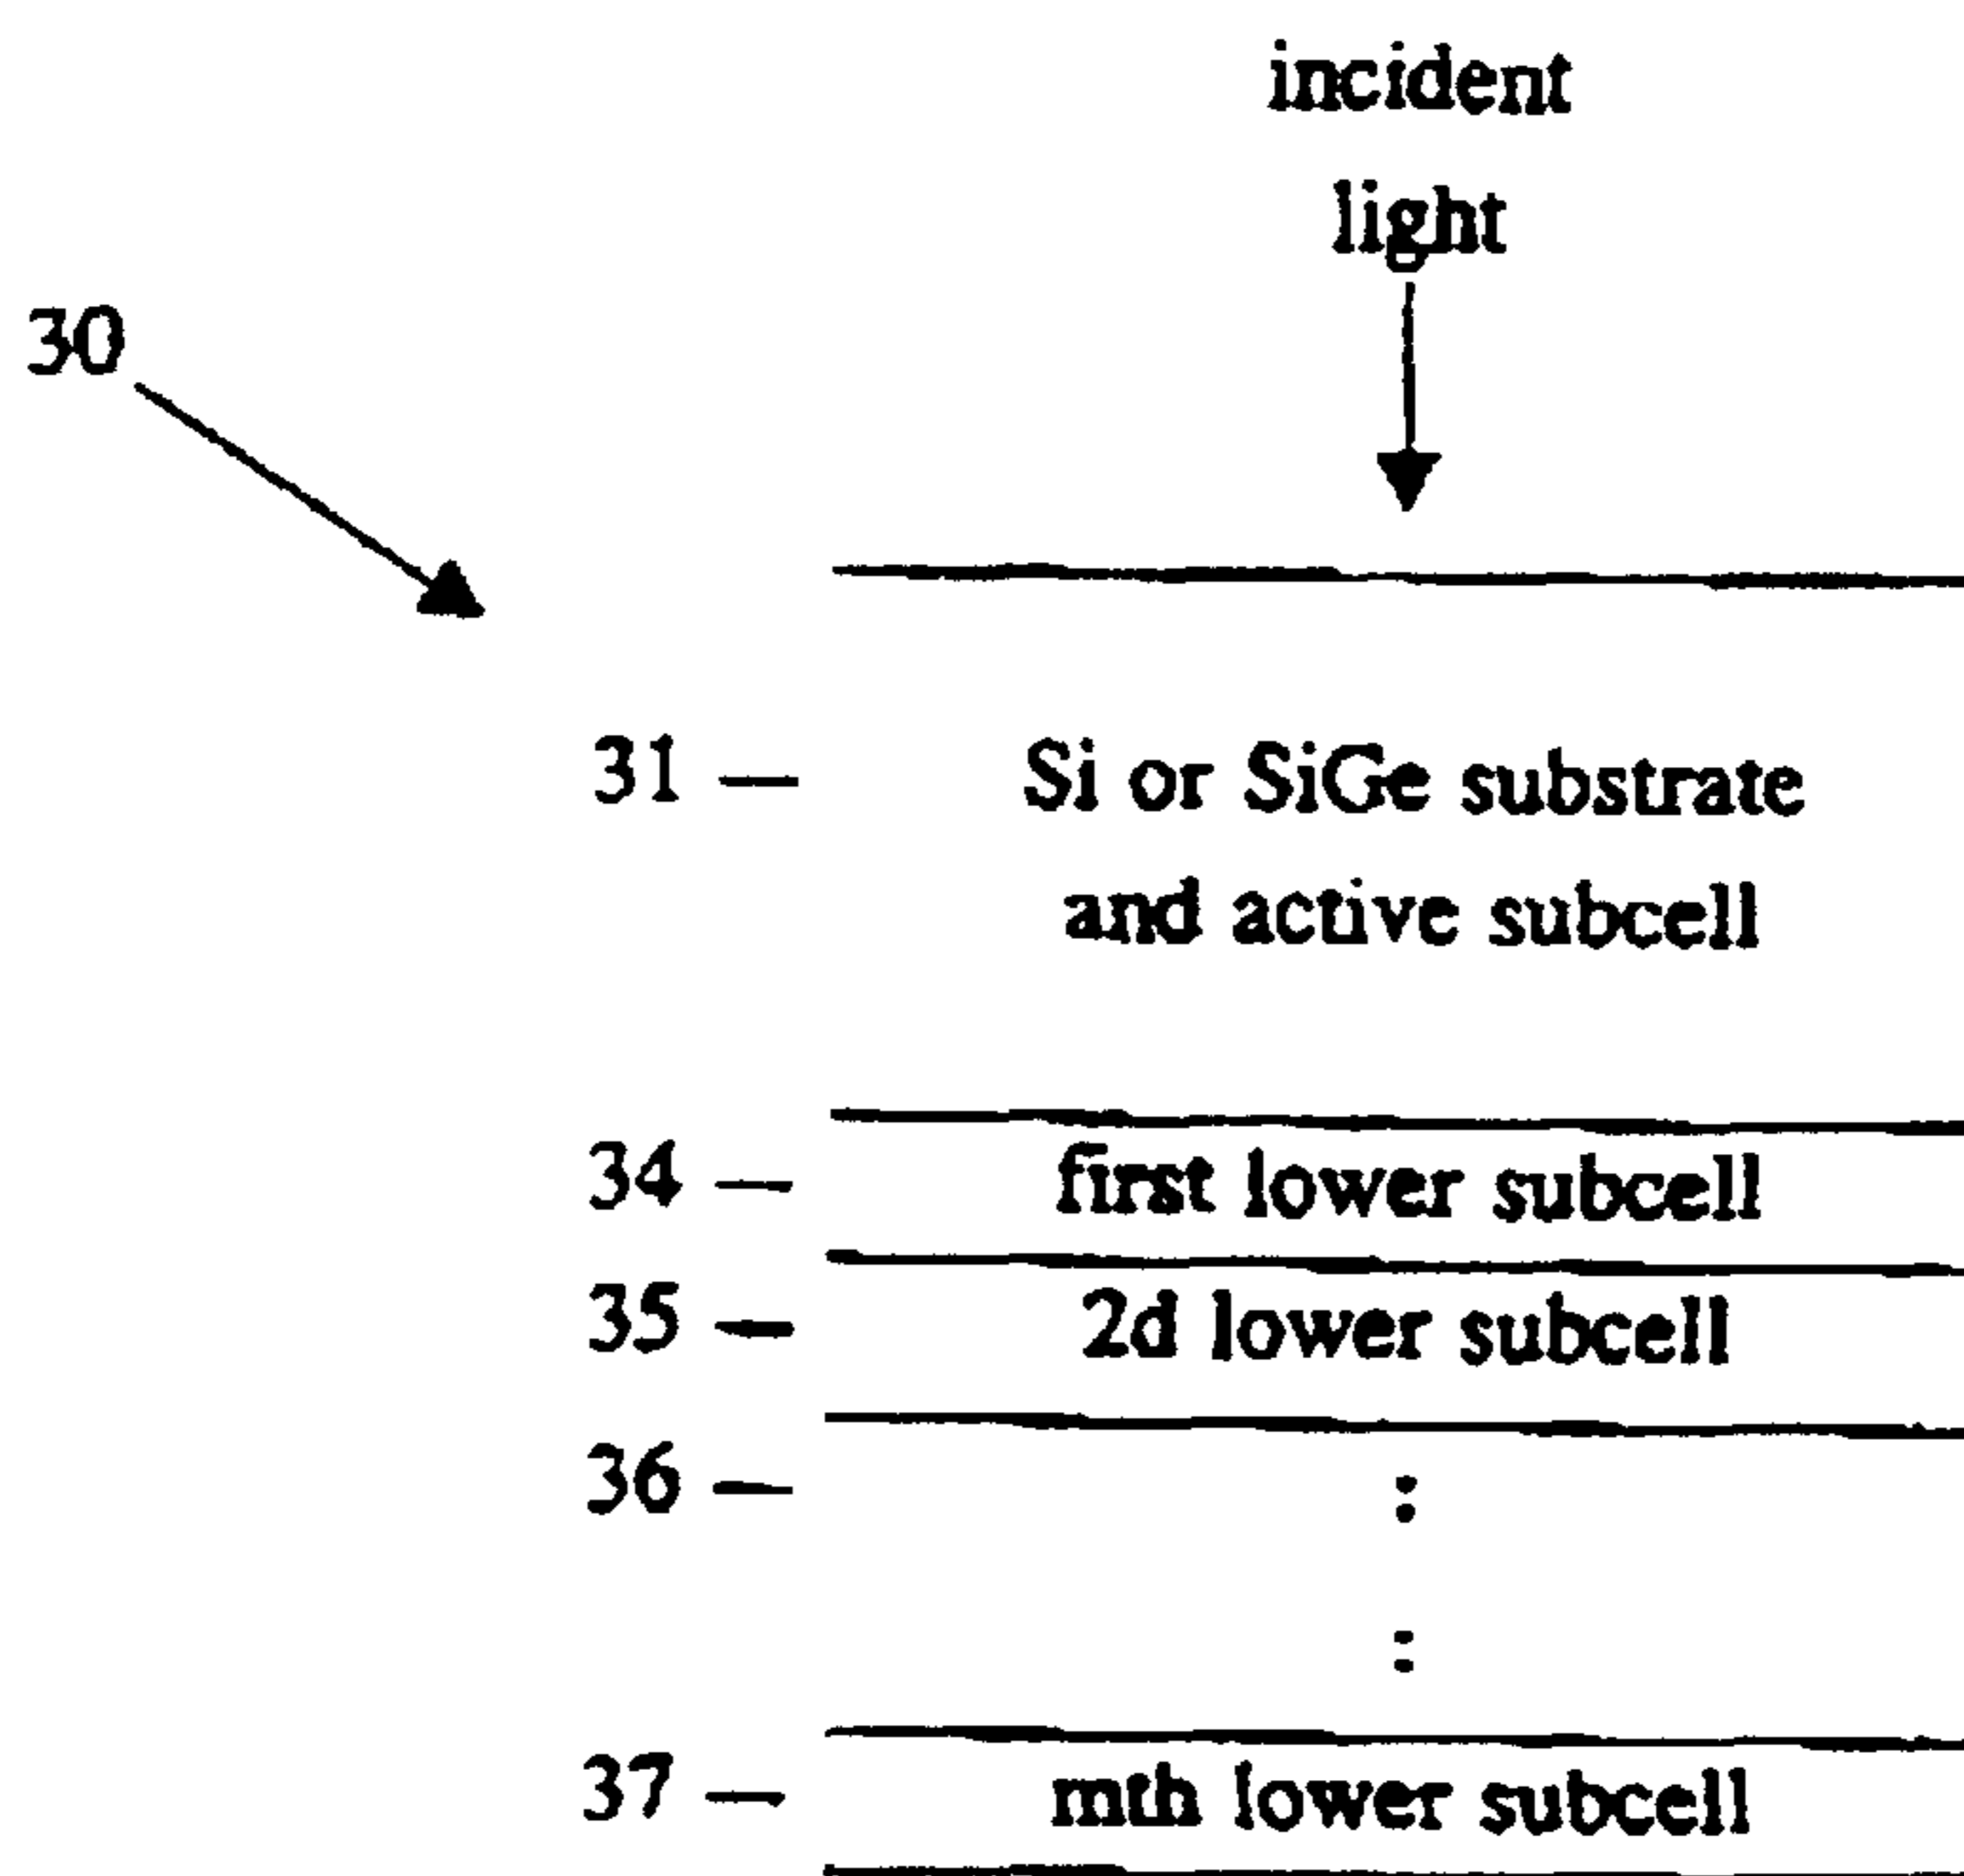 incident
light
30
31 — Si or SiGe substrate
and active subcell
34 — first lower subcell
35 — 2d lower subcell
36 — :
:
37 — mth lower subcell